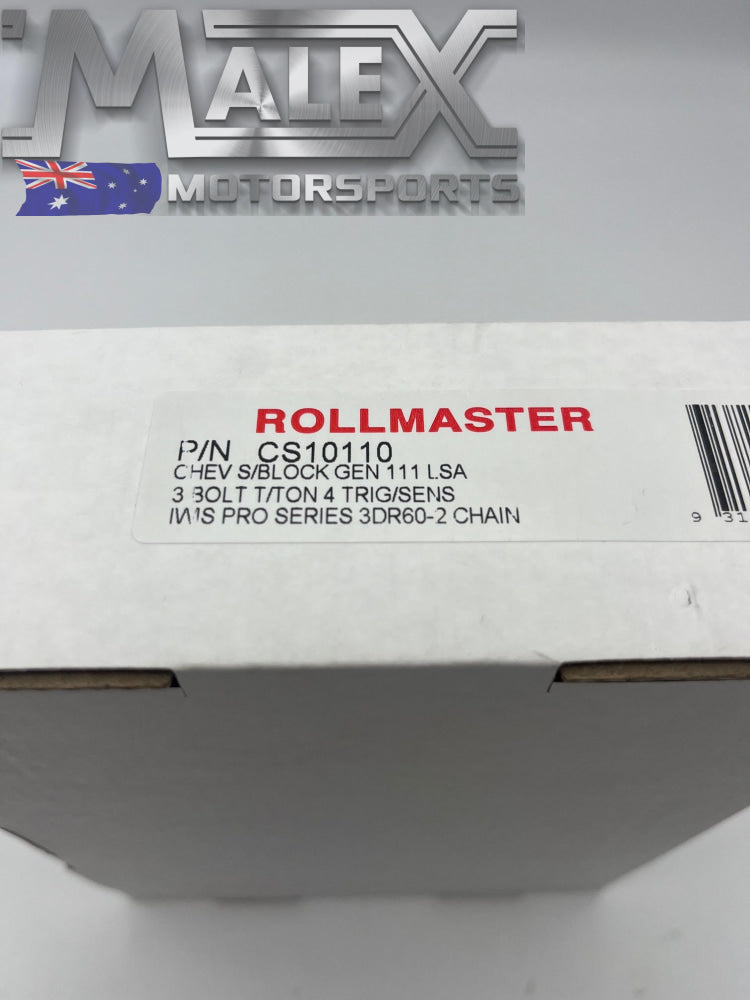 MALEX
MOTORSPORTS
ROLLMASTER
P/N CS10110
CHEV S/BLOCK GEN 111 LSA
3 BOLT T/TON 4 TRIG/SENS
IWIS PRO SERIES 3DR60-2 CHAIN
9 31